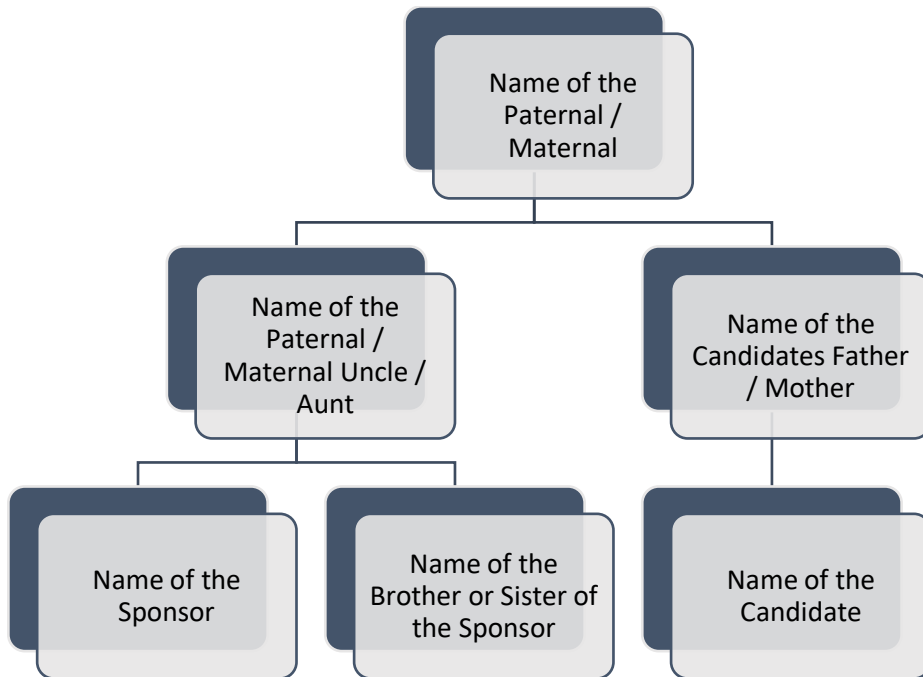 Name of the
Paternal /
Maternal
Name of the
Paternal /
Maternal Uncle /
Aunt
Name of the
Candidates Father
/ Mother
Name of the
Sponsor
Name of the
Brother or Sister of
the Sponsor
Name of the
Candidate